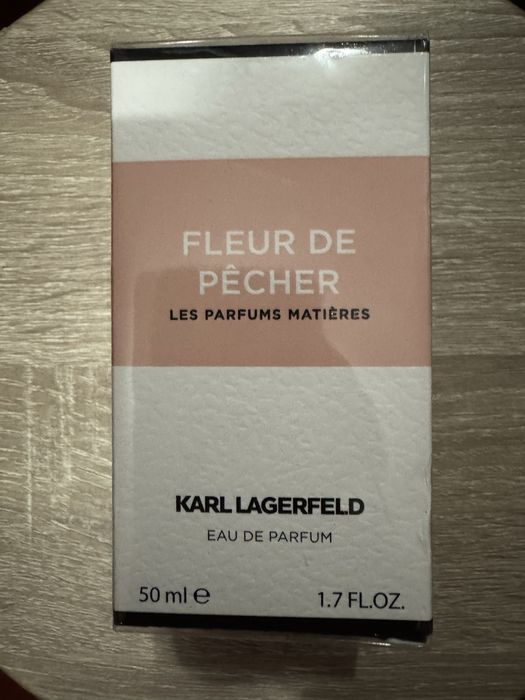 FLEUR DE
PÊCHER
LES PARFUMS MATIÈRES
KARL LAGERFELD
EAU DE PARFUM
50 ml ℮ 1.7 FL.OZ.